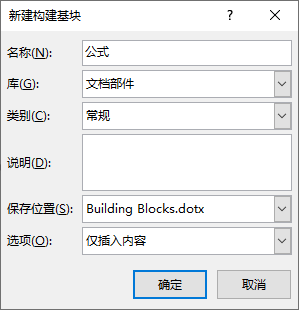 新建构建基块
名称(N): 公式
库(G): 文档部件
类别(C): 常规
说明(D):
保存位置(S): Building Blocks.dotx
选项(O): 仅插入内容
确定 取消